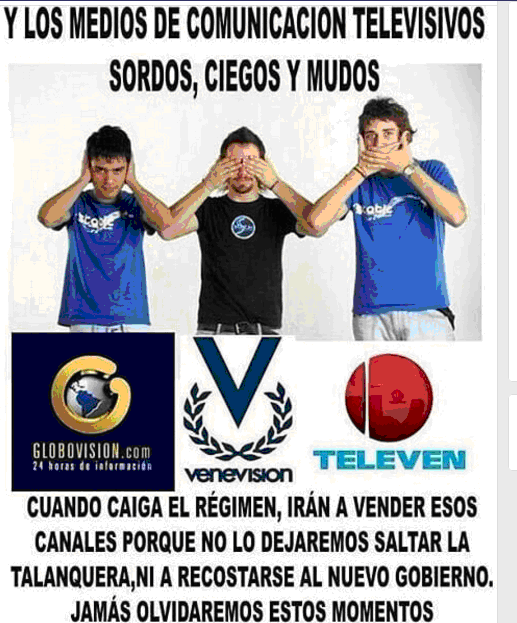 Y LOS MEDIOS DE COMUNICACION TELEVISIVOS
SORDOS, CIEGOS Y MUDOS
GLOBOVISION.com
24 horas de información
venevision
TELEVEN
CUANDO CAIGA EL RÉGIMEN, IRÁN A VENDER ESOS
CANALES PORQUE NO LO DEJAREMOS SALTAR LA
TALANQUERA,NI A RECOSTARSE AL NUEVO GOBIERNO.
JAMÁS OLVIDAREMOS ESTOS MOMENTOS